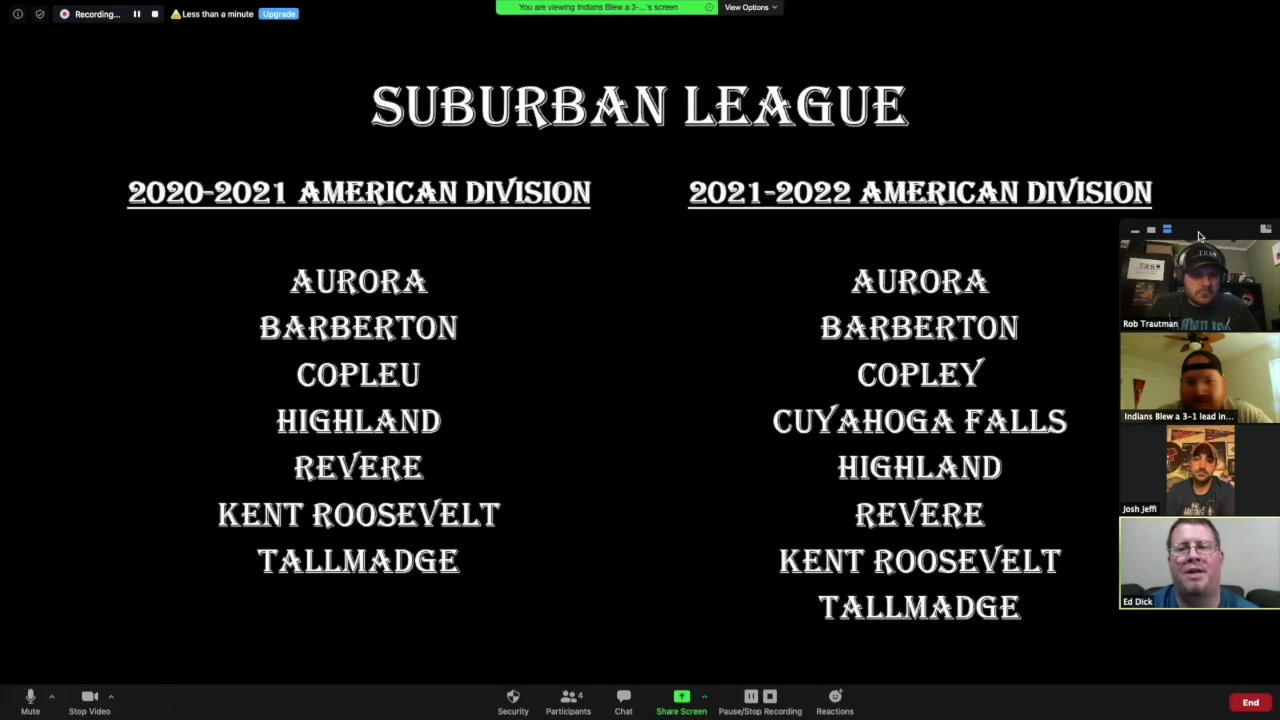 Recording...
Less than a minute
Upgrade
You are viewing Indians Blew a 3-...'s screen
View Options
SUBURBAN LEAGUE
2020-2021 AMERICAN DIVISION
AURORA
BARBERTON
COPLEU
HIGHLAND
REVERE
KENT ROOSEVELT
TALLMADGE
2021-2022 AMERICAN DIVISION
AURORA
BARBERTON
COPLEY
CUYAHOGA FALLS
HIGHLAND
REVERE
KENT ROOSEVELT
TALLMADGE
Rob Trautman
Indians Blew a 3-1 lead in...
Josh Jeffi
Ed Dick
Mute
Stop Video
Security
4
Participants
Chat
Share Screen
Pause/Stop Recording
Reactions
End